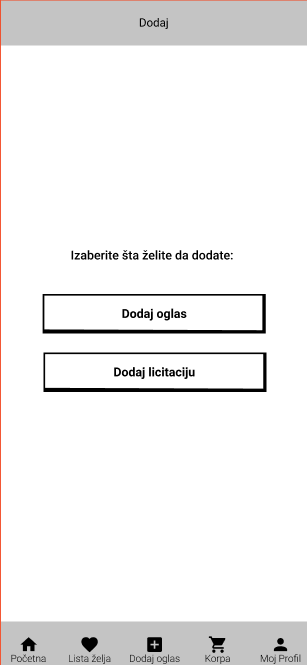 Dodaj
Izaberite šta želite da dodate:
Dodaj oglas
Dodaj licitaciju
Početna
Lista želja
Dodaj oglas
Korpa
Moj Profil